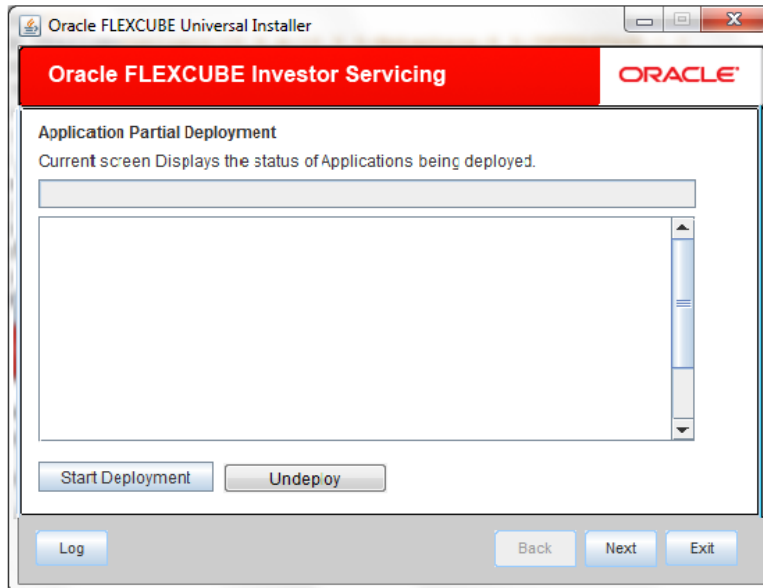 Oracle FLEXCUBE Universal Installer
Oracle FLEXCUBE Investor Servicing
ORACLE
Application Partial Deployment
Current screen Displays the status of Applications being deployed.
Start Deployment Undeploy
Log Back Next Exit